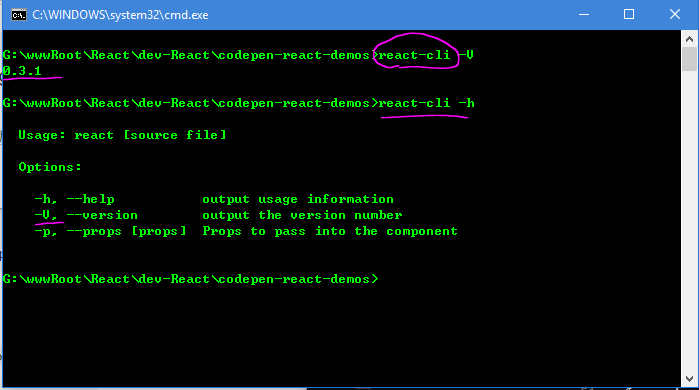 C:\WINDOWS\system32\cmd.exe
G:\wwwRoot\React\dev-React\codepen-react-demos>react-cli -V
0.3.1
G:\wwwRoot\React\dev-React\codepen-react-demos>react-cli -h
Usage: react [source file]
Options:
-h, --help output usage information
-V, --version output the version number
-p, --props [props] Props to pass into the component
G:\wwwRoot\React\dev-React\codepen-react-demos>